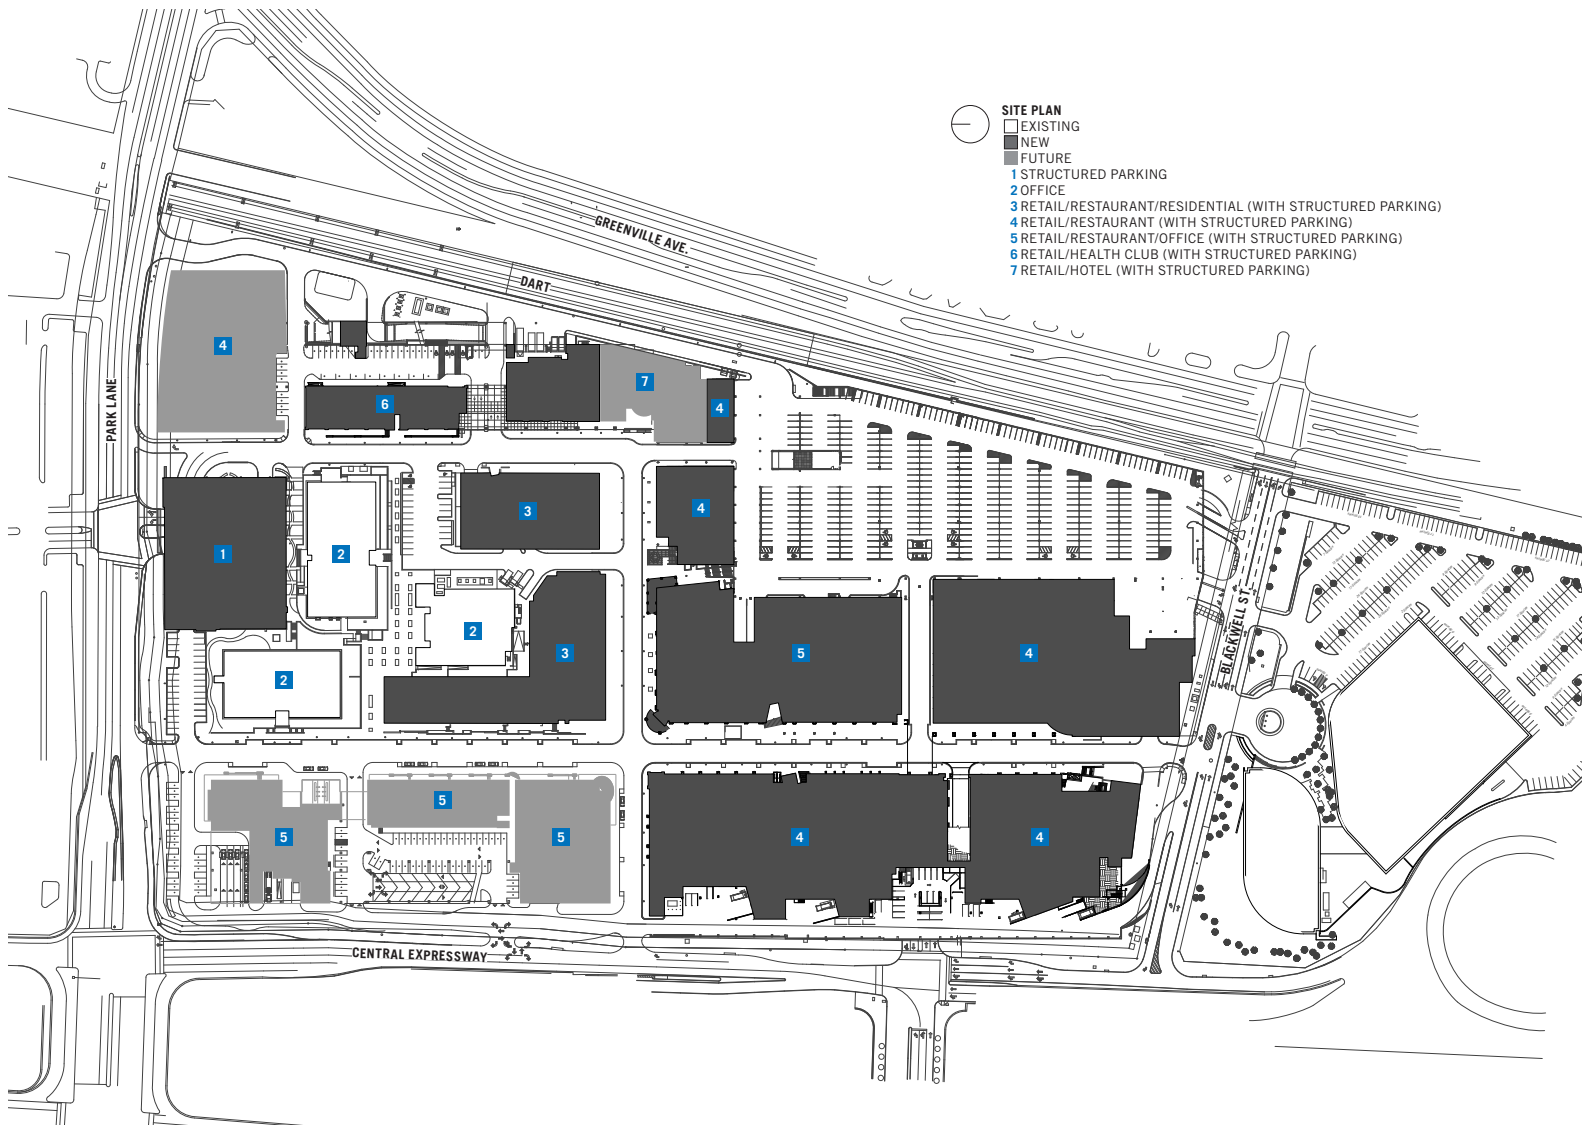 SITE PLAN
EXISTING
NEW
FUTURE
1 STRUCTURED PARKING
2 OFFICE
3 RETAIL/RESTAURANT/RESIDENTIAL (WITH STRUCTURED PARKING)
4 RETAIL/RESTAURANT (WITH STRUCTURED PARKING)
5 RETAIL/RESTAURANT/OFFICE (WITH STRUCTURED PARKING)
6 RETAIL/HEALTH CLUB (WITH STRUCTURED PARKING)
7 RETAIL/HOTEL (WITH STRUCTURED PARKING)
GREENVILLE AVE.
DART
PARK LANE
4
7
6
4
3
4
1
2
2
3
5
4
2
BLACKWELL ST.
5
5
5
4
4
CENTRAL EXPRESSWAY